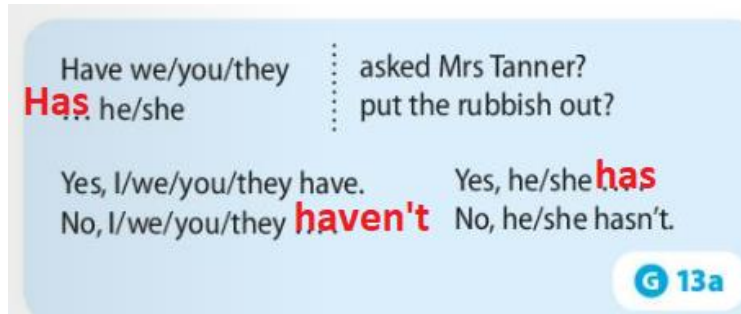 Have we/you/they
Has he/she
asked Mrs Tanner?
put the rubbish out?
Yes, I/we/you/they have.
No, I/we/you/they haven't
Yes, he/she has
No, he/she hasn't.
G 13a